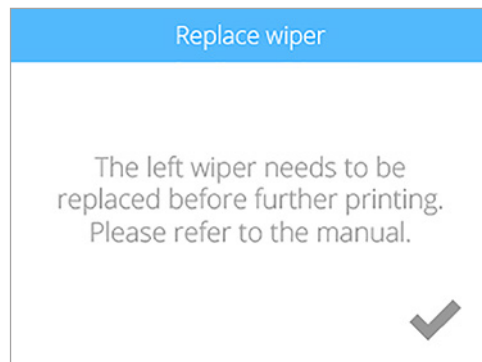 Replace wiper
The left wiper needs to be
replaced before further printing.
Please refer to the manual.